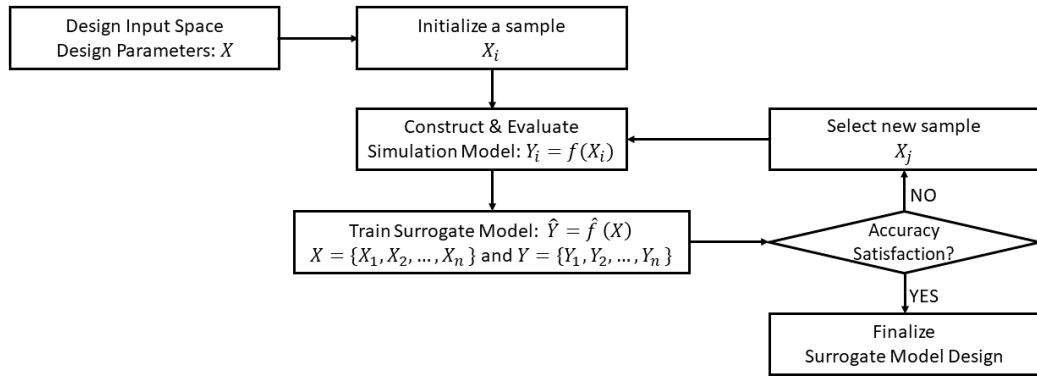 Design Input Space
Design Parameters: X
Initialize a sample
X_i
Construct & Evaluate
Simulation Model: Y_i = f(X_i)
Select new sample
X_j
NO
Train Surrogate Model: Ŷ = f̂ (X)
X = {X_1, X_2, ..., X_n} and Y = {Y_1, Y_2, ..., Y_n}
Accuracy
Satisfaction?
YES
Finalize
Surrogate Model Design